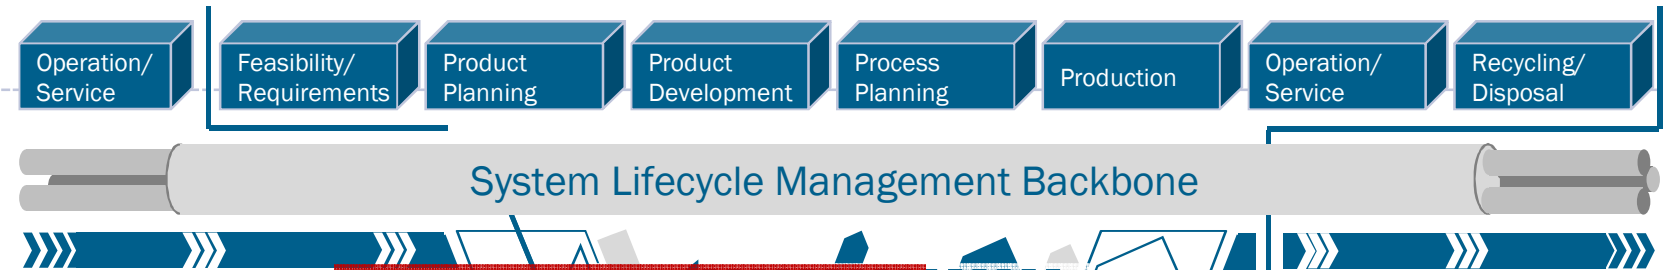 Operation/
Service
Feasibility/
Requirements
Product
Planning
Product
Development
Process
Planning
Production
Operation/
Service
Recycling/
Disposal
System Lifecycle Management Backbone